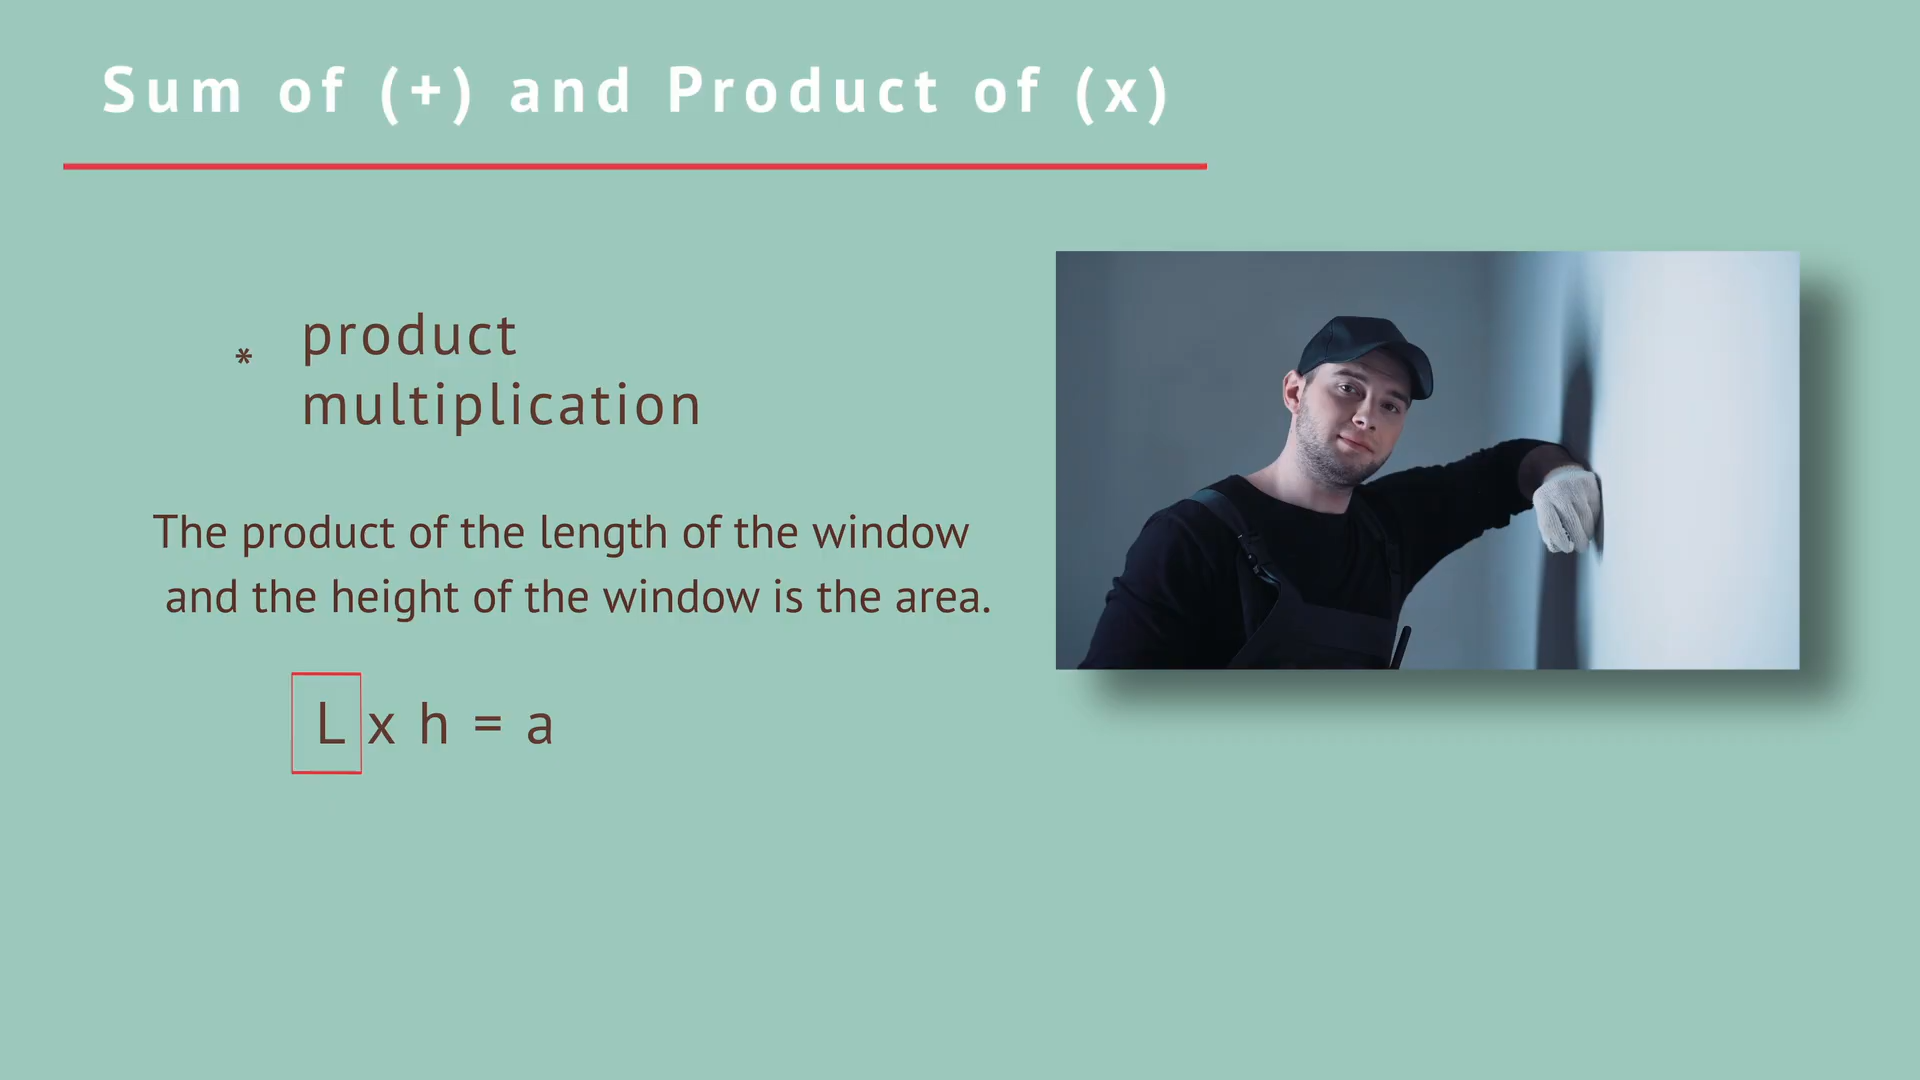 Sum of (+) and Product of (x)
* product
multiplication
The product of the length of the window
and the height of the window is the area.
L x h = a